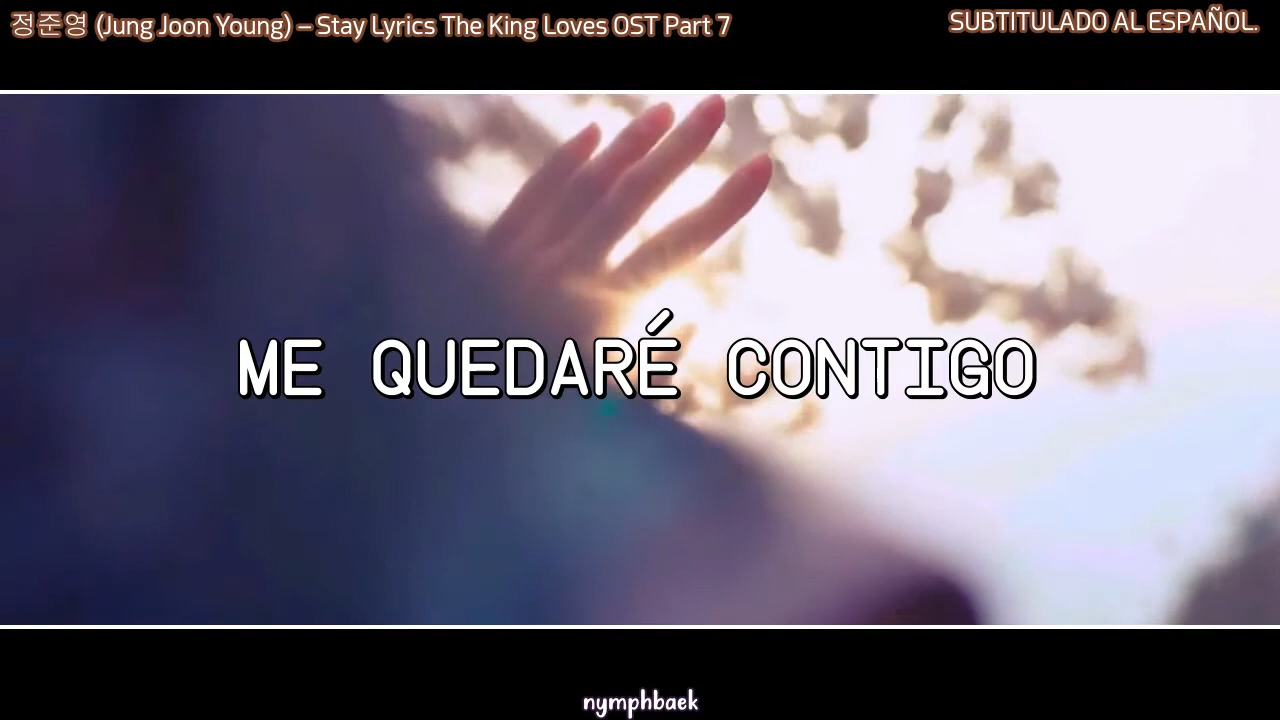 정준영 (Jung Joon Young) – Stay Lyrics The King Loves OST Part 7
SUBTITULADO AL ESPAÑOL.
ME QUEDARÉ CONTIGO
nymphbaek